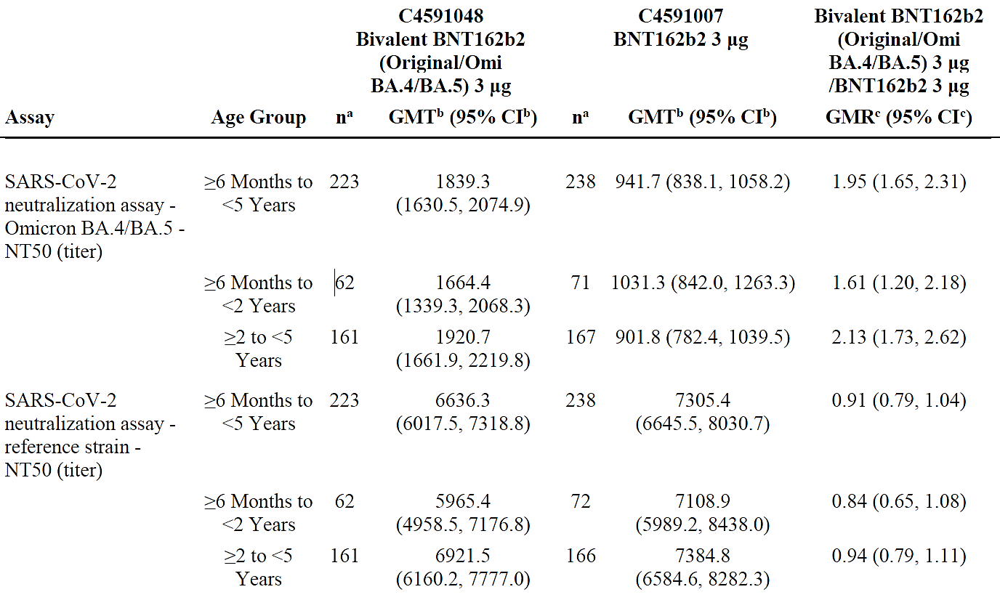 C4591048 C4591007 Bivalent BNT162b2
Bivalent BNT162b2 BNT162b2 3 µg (Original/Omi
(Original/Omi BA.4/BA.5) 3 µg
BA.4/BA.5) 3 µg /BNT162b2 3 µg
Assay Age Group nᵃ GMTᵇ (95% CIᵇ) nᵃ GMTᵇ (95% CIᵇ) GMRᶜ (95% CIᶜ)
SARS-CoV-2 ≥6 Months to 223 1839.3 238 941.7 (838.1, 1058.2) 1.95 (1.65, 2.31)
neutralization assay - <5 Years (1630.5, 2074.9)
Omicron BA.4/BA.5 -
NT50 (titer)
≥6 Months to 62 1664.4 71 1031.3 (842.0, 1263.3) 1.61 (1.20, 2.18)
<2 Years (1339.3, 2068.3)
≥2 to <5 161 1920.7 167 901.8 (782.4, 1039.5) 2.13 (1.73, 2.62)
Years (1661.9, 2219.8)
SARS-CoV-2 ≥6 Months to 223 6636.3 238 7305.4 0.91 (0.79, 1.04)
neutralization assay - <5 Years (6017.5, 7318.8) (6645.5, 8030.7)
reference strain -
NT50 (titer)
≥6 Months to 62 5965.4 72 7108.9 0.84 (0.65, 1.08)
<2 Years (4958.5, 7176.8) (5989.2, 8438.0)
≥2 to <5 161 6921.5 166 7384.8 0.94 (0.79, 1.11)
Years (6160.2, 7777.0) (6584.6, 8282.3)